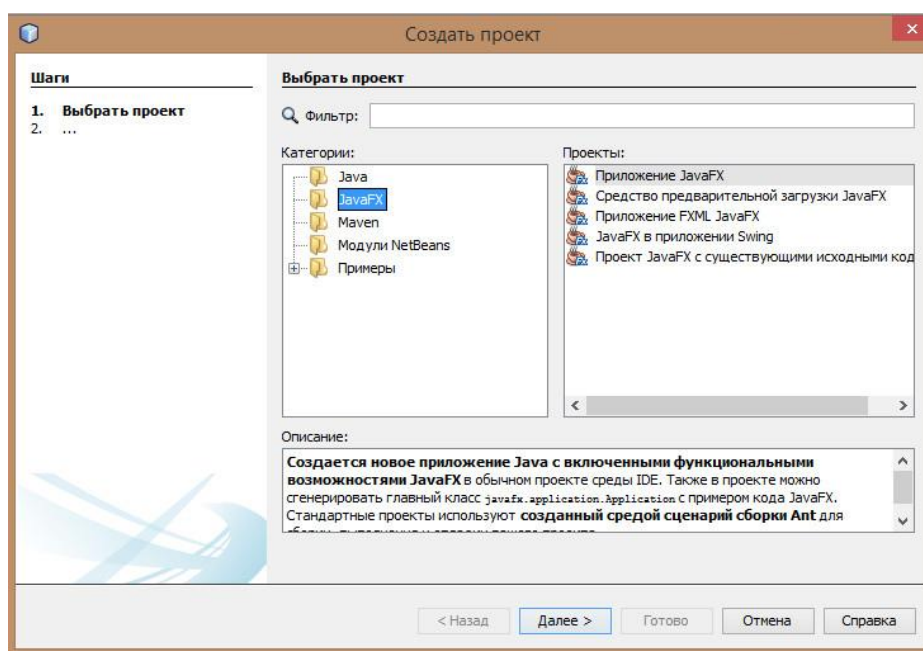 Создать проект
Шаги
1. Выбрать проект
2. ...
Выбрать проект
Фильтр:
Категории:
Java
JavaFX
Maven
Модули NetBeans
Примеры
Проекты:
Приложение JavaFX
Средство предварительной загрузки JavaFX
Приложение FXML JavaFX
JavaFX в приложении Swing
Проект JavaFX с существующими исходными код
Описание:
Создается новое приложение Java с включенными функциональными
возможностями JavaFX в обычном проекте среды IDE. Также в проекте можно
сгенерировать главный класс javafx.application.Application с примером кода JavaFX.
Стандартные проекты используют созданный средой сценарий сборки Ant для
< Назад
Далее >
Готово
Отмена
Справка